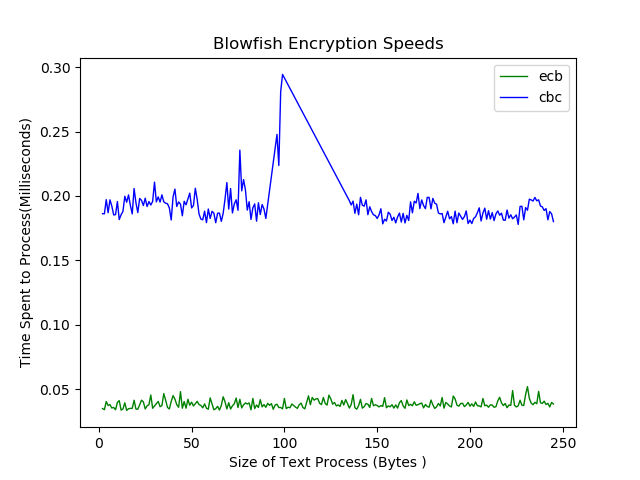 Blowfish Encryption Speeds
ecb
cbc
0.30
0.25
0.20
0.15
0.10
0.05
Time Spent to Process(Milliseconds)
0
50
100
150
200
250
Size of Text Process (Bytes )